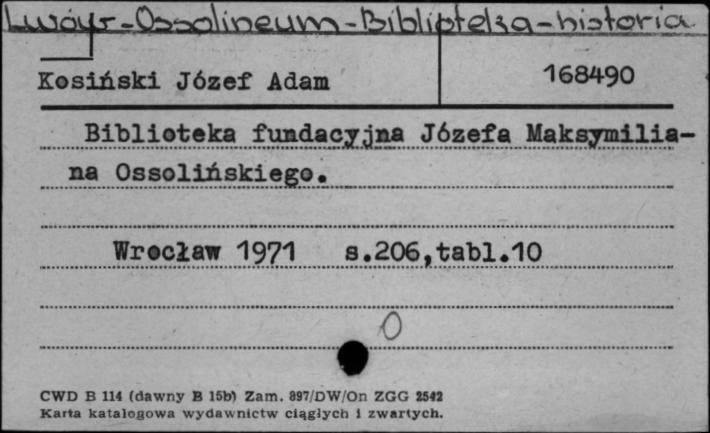 Lwów - Ossolineum - Biblioteka - historia
Kosiński Józef Adam
168490
Biblioteka fundacyjna Józefa Maksymilia-
na Ossolińskiego.
Wrocław 1971 s.206,tabl.10
0
CWD B 114 (dawny B 15b) Zam. 897/DW/On ZGG 2542
Karta katalogowa wydawnictw ciągłych i zwartych.